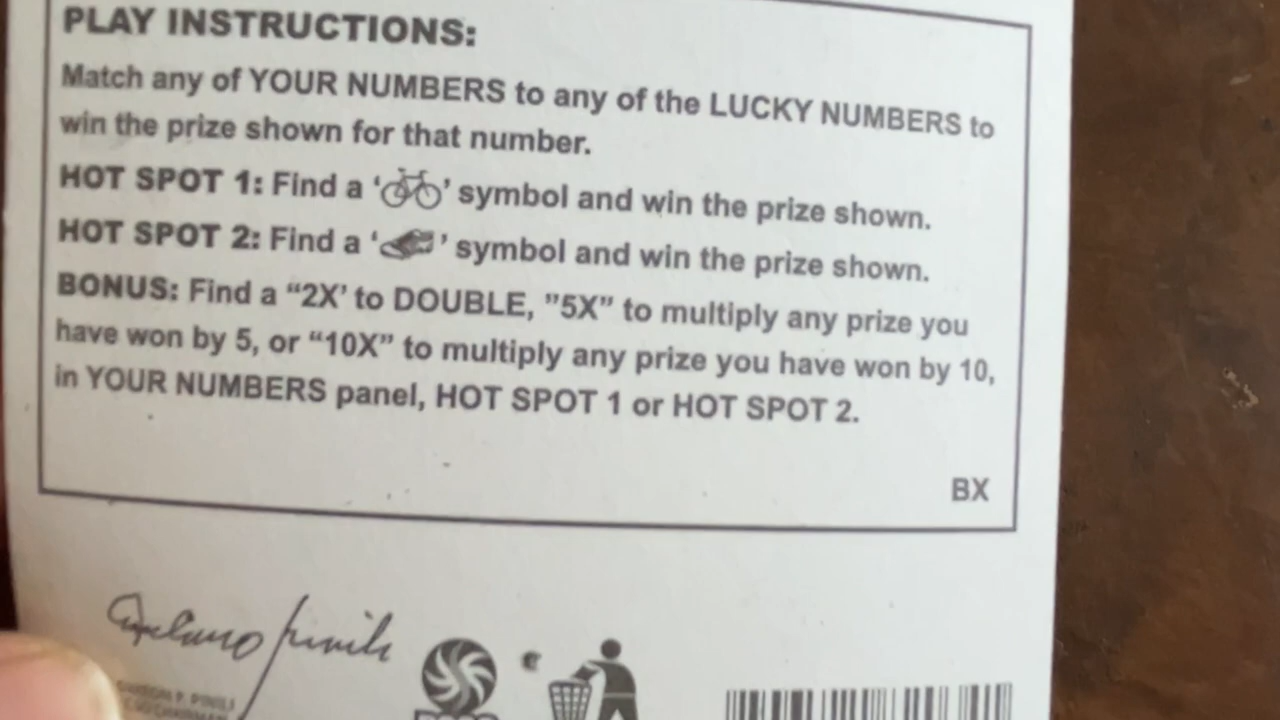 PLAY INSTRUCTIONS:
Match any of YOUR NUMBERS to any of the LUCKY NUMBERS to
win the prize shown for that number.
HOT SPOT 1: Find a ‘ ’ symbol and win the prize shown.
HOT SPOT 2: Find a ‘ ’ symbol and win the prize shown.
BONUS: Find a “2X’ to DOUBLE, ”5X” to multiply any prize you
have won by 5, or “10X” to multiply any prize you have won by 10,
in YOUR NUMBERS panel, HOT SPOT 1 or HOT SPOT 2.
BX